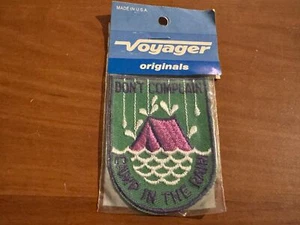 MADE IN U.S.A.
Voyager
originals
DON'T COMPLAIN
CAMP IN THE RAIN